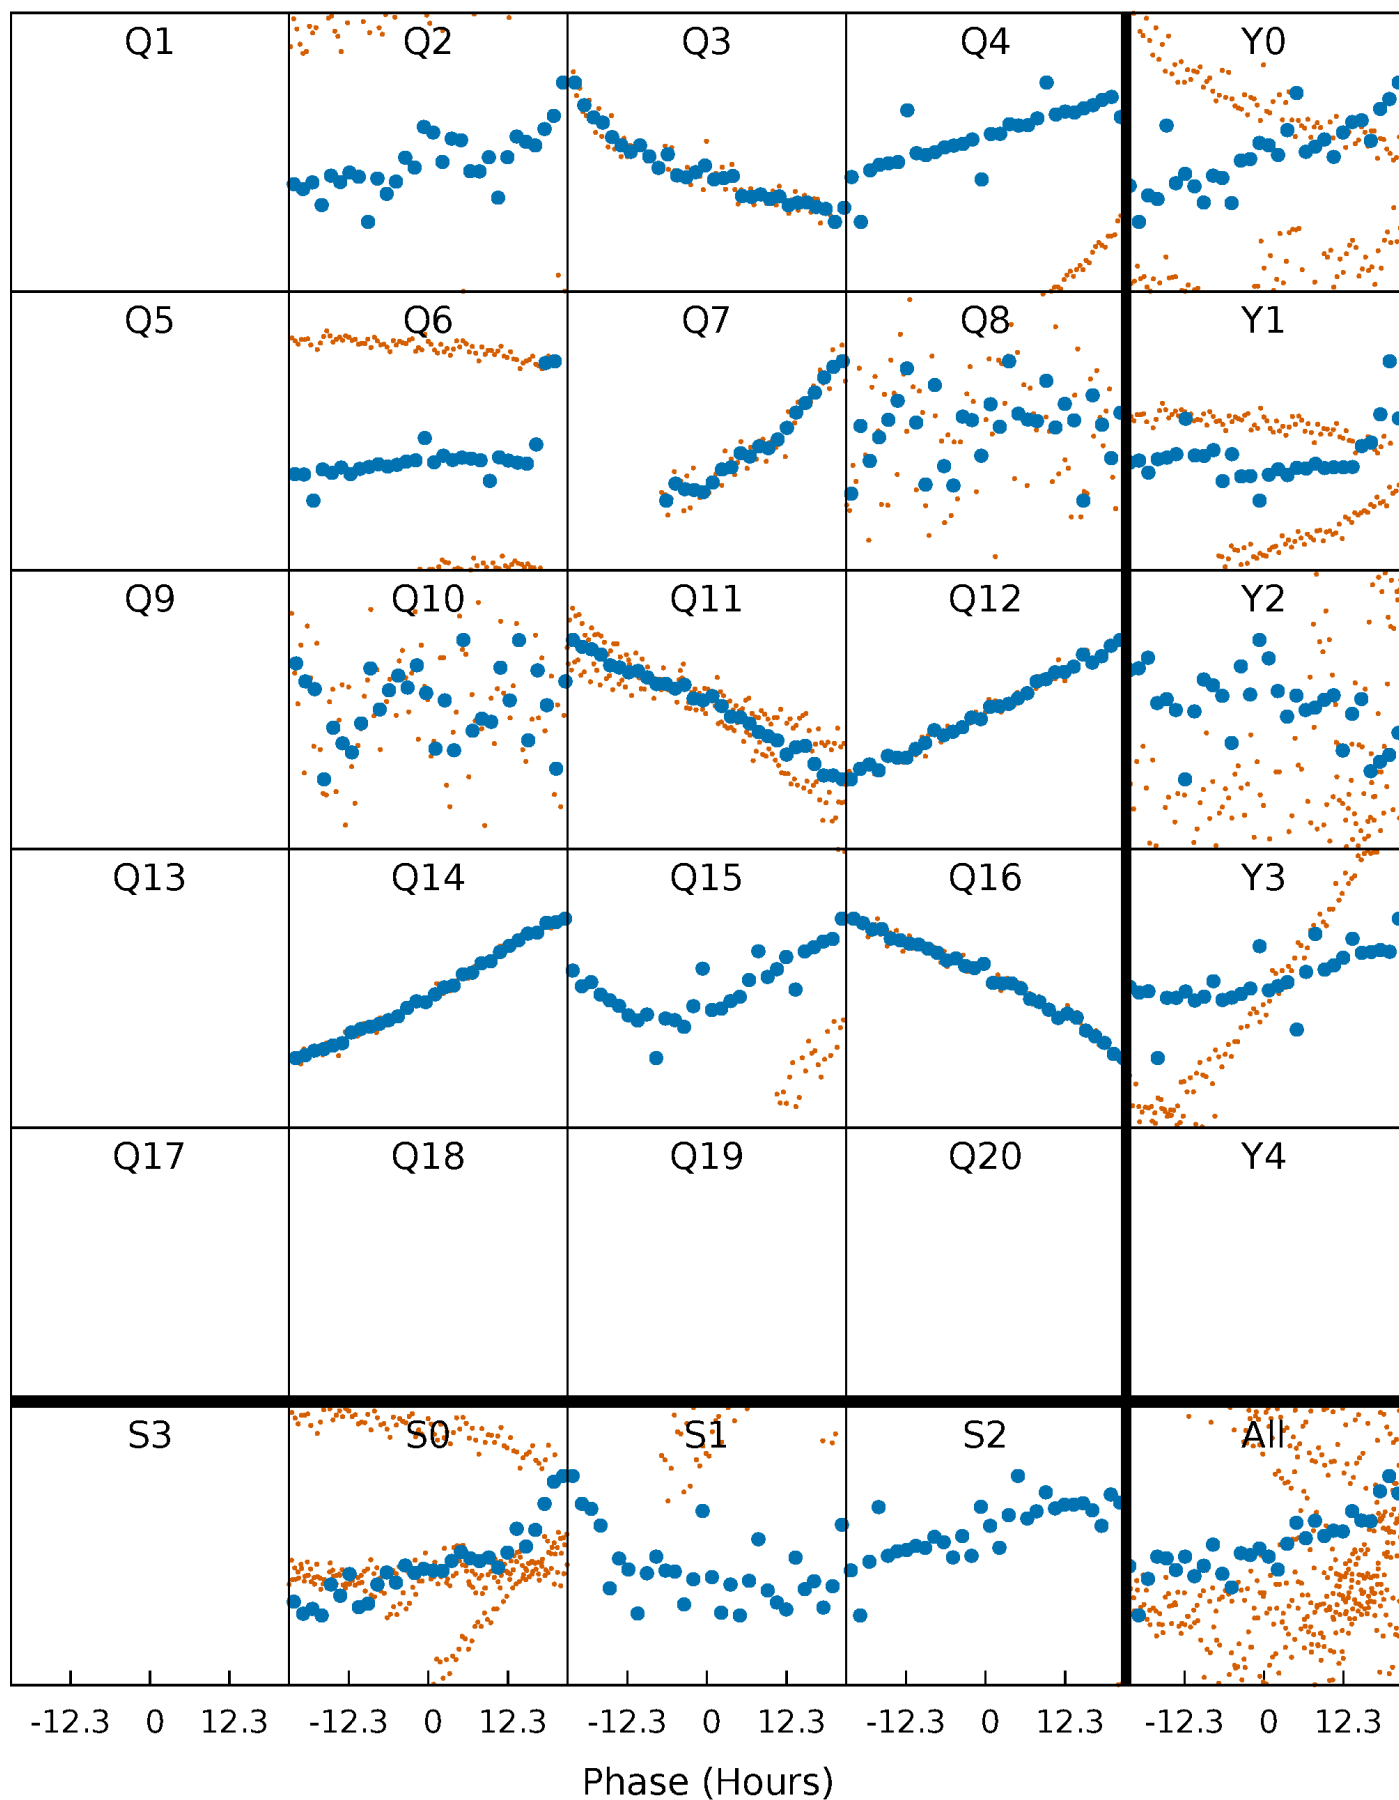 Q1 Q2 Q3 Q4 Y0
Q5 Q6 Q7 Q8 Y1
Q9 Q10 Q11 Q12 Y2
Q13 Q14 Q15 Q16 Y3
Q17 Q18 Q19 Q20 Y4
S3 S0 S1 S2 All
-12.3 0 12.3 -12.3 0 12.3 -12.3 0 12.3 -12.3 0 12.3 -12.3 0 12.3
Phase (Hours)